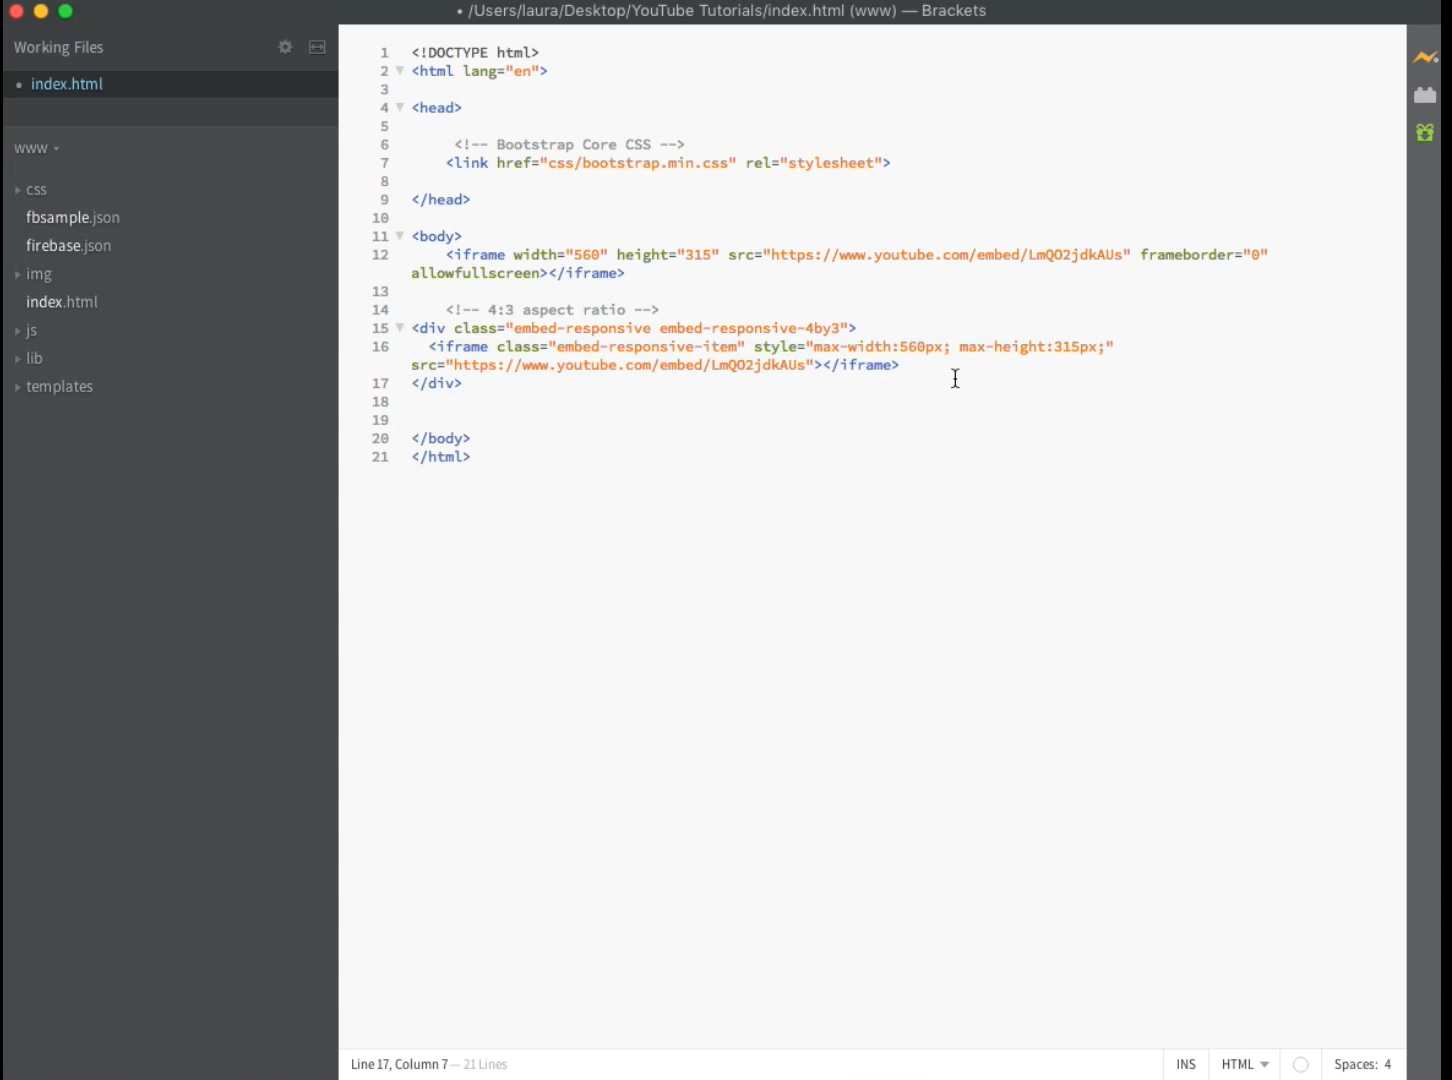 • /Users/laura/Desktop/YouTube Tutorials/index.html (www) — Brackets
Working Files
• index.html
www
css
fbsample.json
firebase.json
img
index.html
js
lib
templates
1 <!DOCTYPE html>
2 <html lang="en">
3
4 <head>
5
6 <!-- Bootstrap Core CSS -->
7 <link href="css/bootstrap.min.css" rel="stylesheet">
8
9 </head>
10
11 <body>
12 <iframe width="560" height="315" src="https://www.youtube.com/embed/LmQO2jdkAUs" frameborder="0"
allowfullscreen></iframe>
13
14 <!-- 4:3 aspect ratio -->
15 <div class="embed-responsive embed-responsive-4by3">
16 <iframe class="embed-responsive-item" style="max-width:560px; max-height:315px;"
src="https://www.youtube.com/embed/LmQO2jdkAUs"></iframe>
17 </div>
18
19
20 </body>
21 </html>
Line 17, Column 7 — 21 Lines
INS
HTML
Spaces: 4